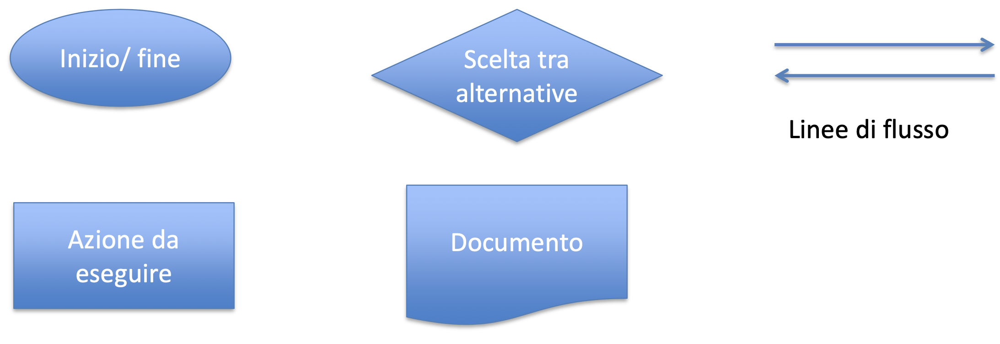 Inizio/ fine
Scelta tra
alternative
Linee di flusso
Azione da
eseguire
Documento